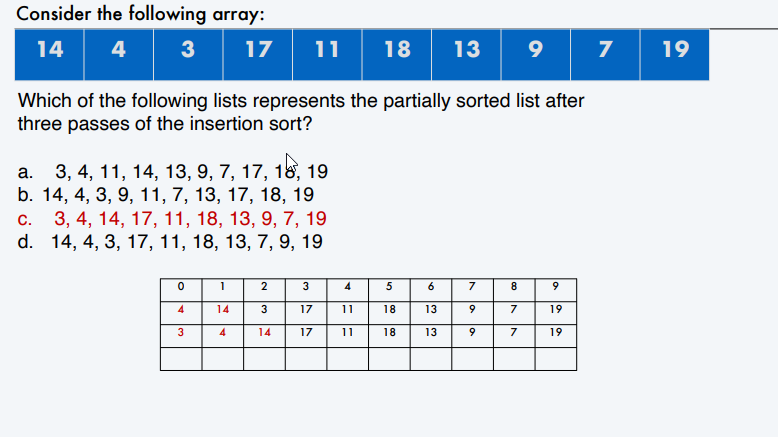 Consider the following array:
14 4 3 17 11 18 13 9 7 19
Which of the following lists represents the partially sorted list after
three passes of the insertion sort?
a. 3, 4, 11, 14, 13, 9, 7, 17, 18, 19
b. 14, 4, 3, 9, 11, 7, 13, 17, 18, 19
c. 3, 4, 14, 17, 11, 18, 13, 9, 7, 19
d. 14, 4, 3, 17, 11, 18, 13, 7, 9, 19
0 1 2 3 4 5 6 7 8 9
4 14 3 17 11 18 13 9 7 19
3 4 14 17 11 18 13 9 7 19